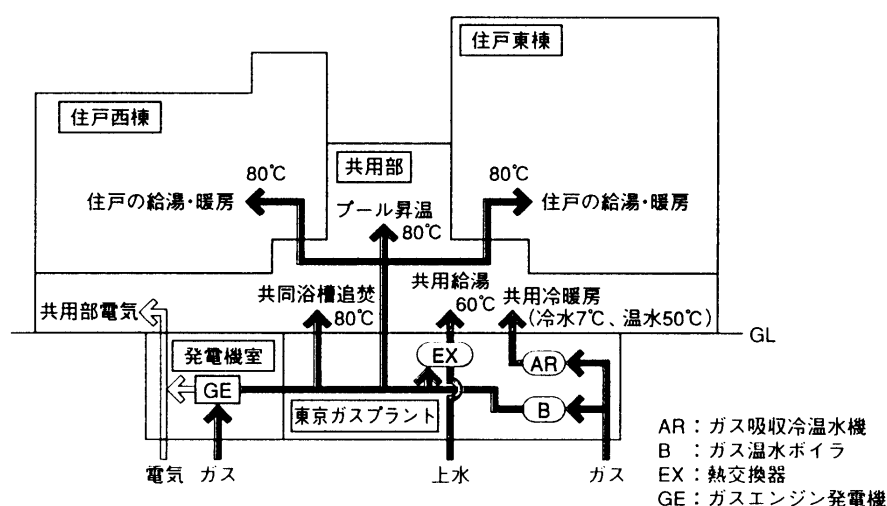 住戸東棟
住戸西棟
共用部
80℃
80℃
住戸の給湯・暖房
プール昇温
80℃
住戸の給湯・暖房
共同浴槽追焚
80℃
共用給湯
60℃
共用冷暖房
(冷水7℃、温水50℃)
共用部電気
GL
発電機室
EX
AR
GE
東京ガスプラント
B
電気
ガス
上水
ガス
AR：ガス吸収冷温水機
B：ガス温水ボイラ
EX：熱交換器
GE：ガスエンジン発電機